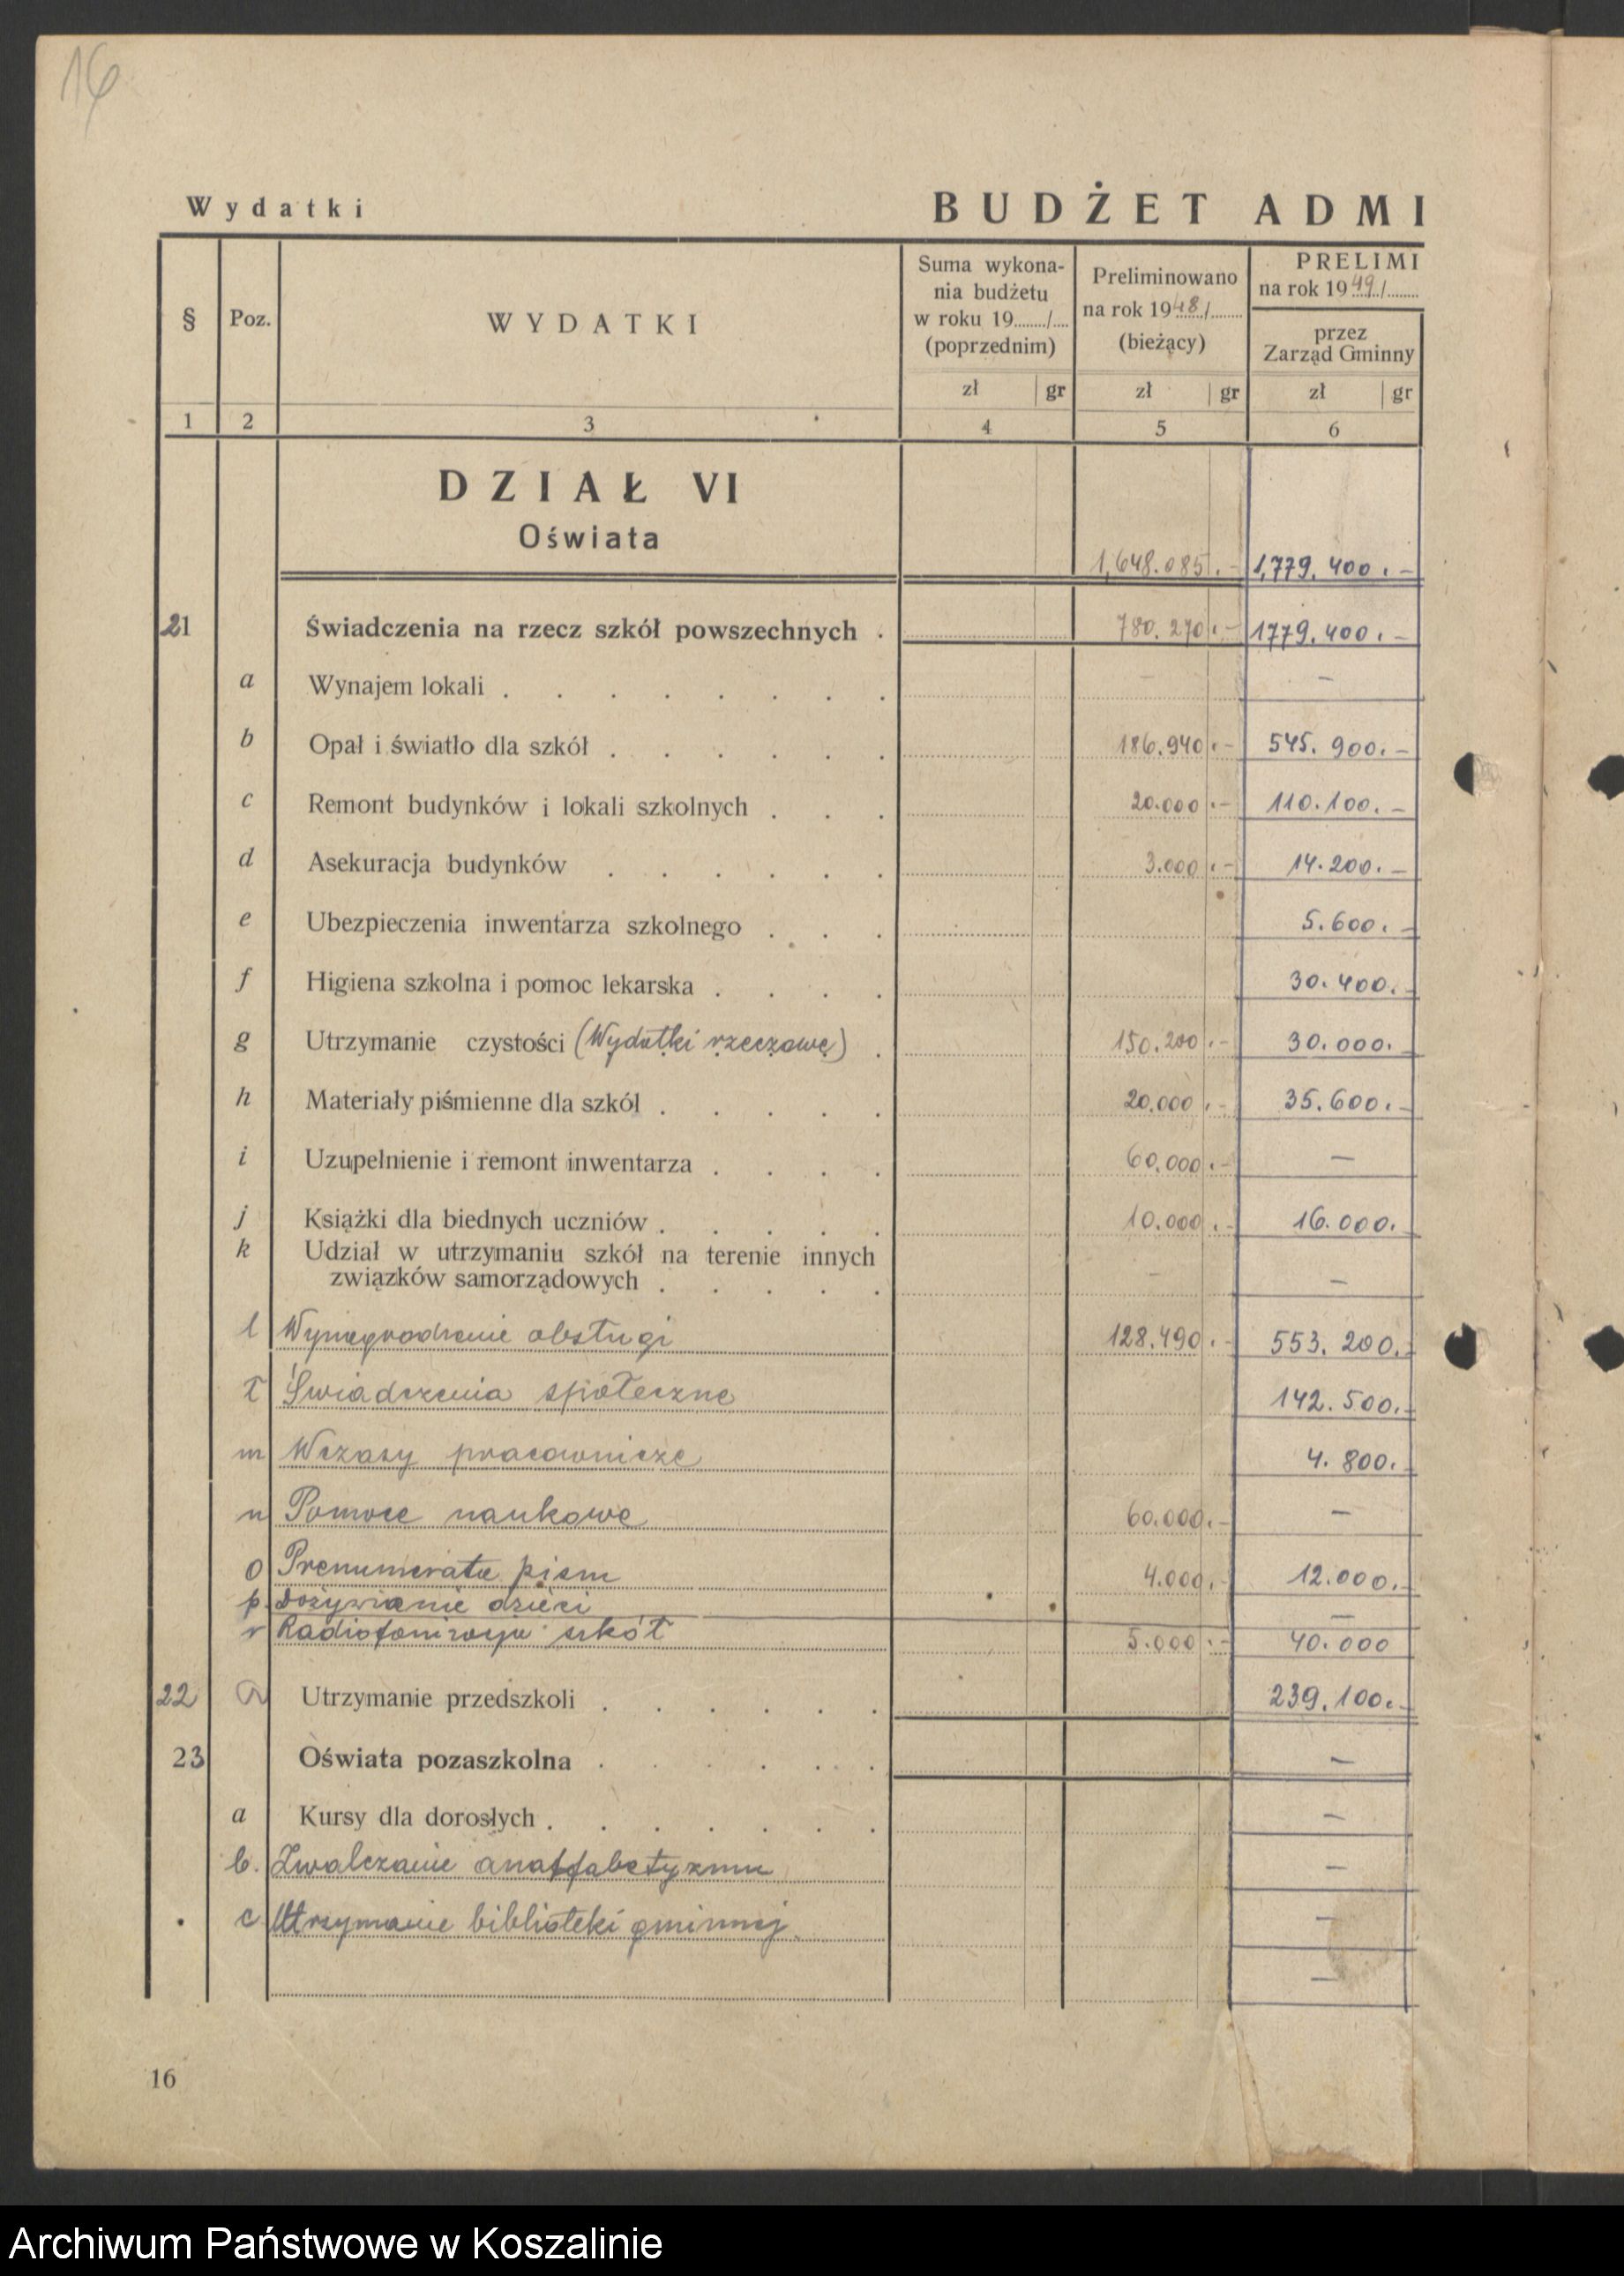 16
Wydatki BUDŻET ADMI
§ Poz. WYDATKI
Suma wykona-
nia budżetu
w roku 19....../....
(poprzednim)
zł gr
Preliminowano
na rok 1948/.......
(bieżący)
zł gr
PRELIMI
na rok 1949/.......
przez
Zarząd Gminny
zł gr
1 2 3 4 5 6
DZIAŁ VI
Oświata
1,648.085.- 1,779.400.-
21 Świadczenia na rzecz szkół powszechnych . 780.270.- 1779.400.-
a Wynajem lokali . . . . . . . . - -
b Opał i światło dla szkół . . . . . . 186.940.- 545.900.-
c Remont budynków i lokali szkolnych . . . 20.000.- 110.100.-
d Asekuracja budynków . . . . . . 3.000.- 14.200.-
e Ubezpieczenia inwentarza szkolnego . . . 5.600.-
f Higiena szkolna i pomoc lekarska . . . . 30.400.-
g Utrzymanie czystości (Wydatki rzeczowe) . 150.200.- 30.000.-
h Materiały piśmienne dla szkół . . . . . 20.000.- 35.600.-
i Uzupełnienie i remont inwentarza . . . . 60.000.- -
j Książki dla biednych uczniów . . . . . 10.000.- 16.000.-
k Udział w utrzymaniu szkół na terenie innych
związków samorządowych . . . . . - -
l Wynagrodzenie obsługi 128.490.- 553.200.-
ł Świadczenia społeczne 142.500.-
m Wczasy pracownicze 4.800.-
n Pomoce naukowe 60.000.- -
o Prenumerata pism 4.000.- 12.000.-
p. Dożywianie dzieci -
r Radiofonizacja szkół 5.000.- 40.000
22 a Utrzymanie przedszkoli . . . . . . 239.100.-
23 Oświata pozaszkolna . . . . . . -
a Kursy dla dorosłych . . . . . . . -
b. Zwalczanie analfabetyzmu -
c Utrzymanie biblioteki gminnej -
-
16
Archiwum Państwowe w Koszalinie